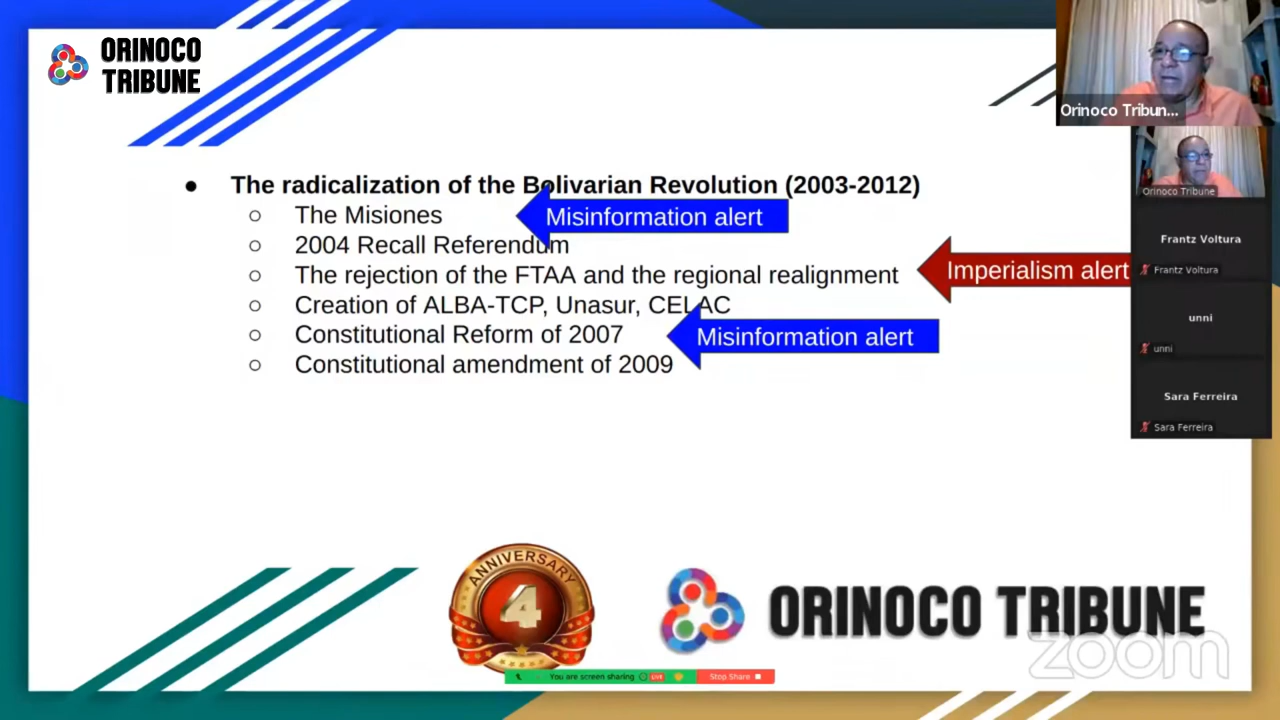 ORINOCO
TRIBUNE
Orinoco Tribun...
● The radicalization of the Bolivarian Revolution (2003-2012)
○ The Misiones
Misinformation alert
○ 2004 Recall Referendum
○ The rejection of the FTAA and the regional realignment
Imperialism alert
○ Creation of ALBA-TCP, Unasur, CELAC
○ Constitutional Reform of 2007
Misinformation alert
○ Constitutional amendment of 2009
Orinoco Tribune
Frantz Voltura
Frantz Voltura
unni
unni
Sara Ferreira
Sara Ferreira
ANNIVERSARY
4
ORINOCO TRIBUNE
zoom
You are screen sharing
LIVE
Stop Share